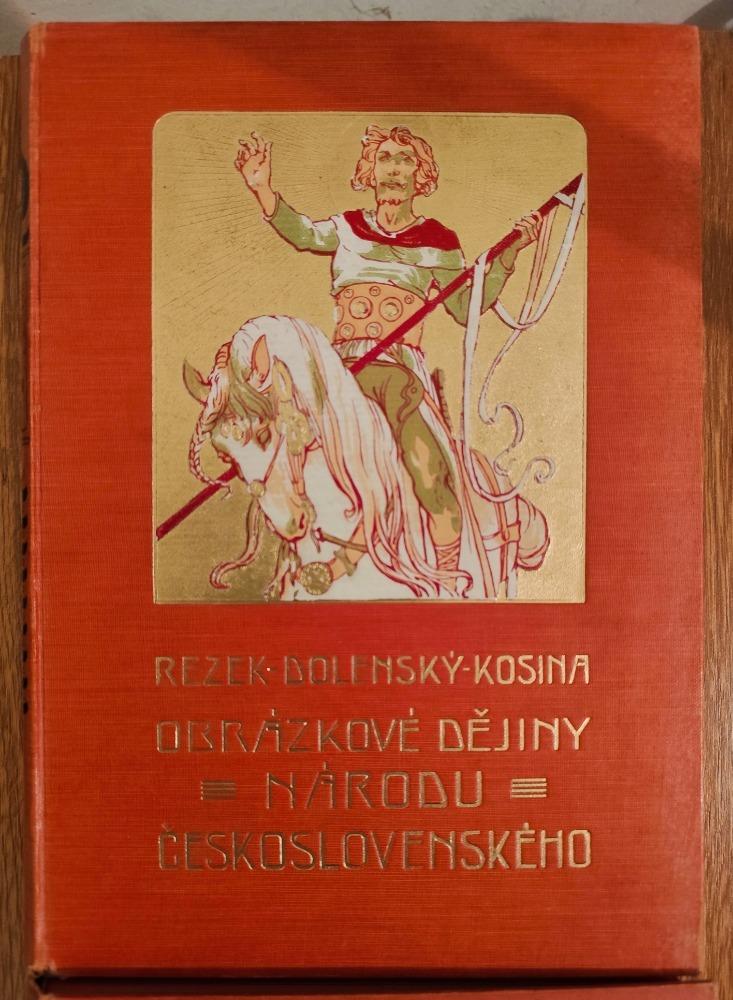 REZEK-DOLENSKÝ-KOSINA
OBRÁZKOVÉ DĚJINY
NÁRODU
ČESKOSLOVENSKÉHO